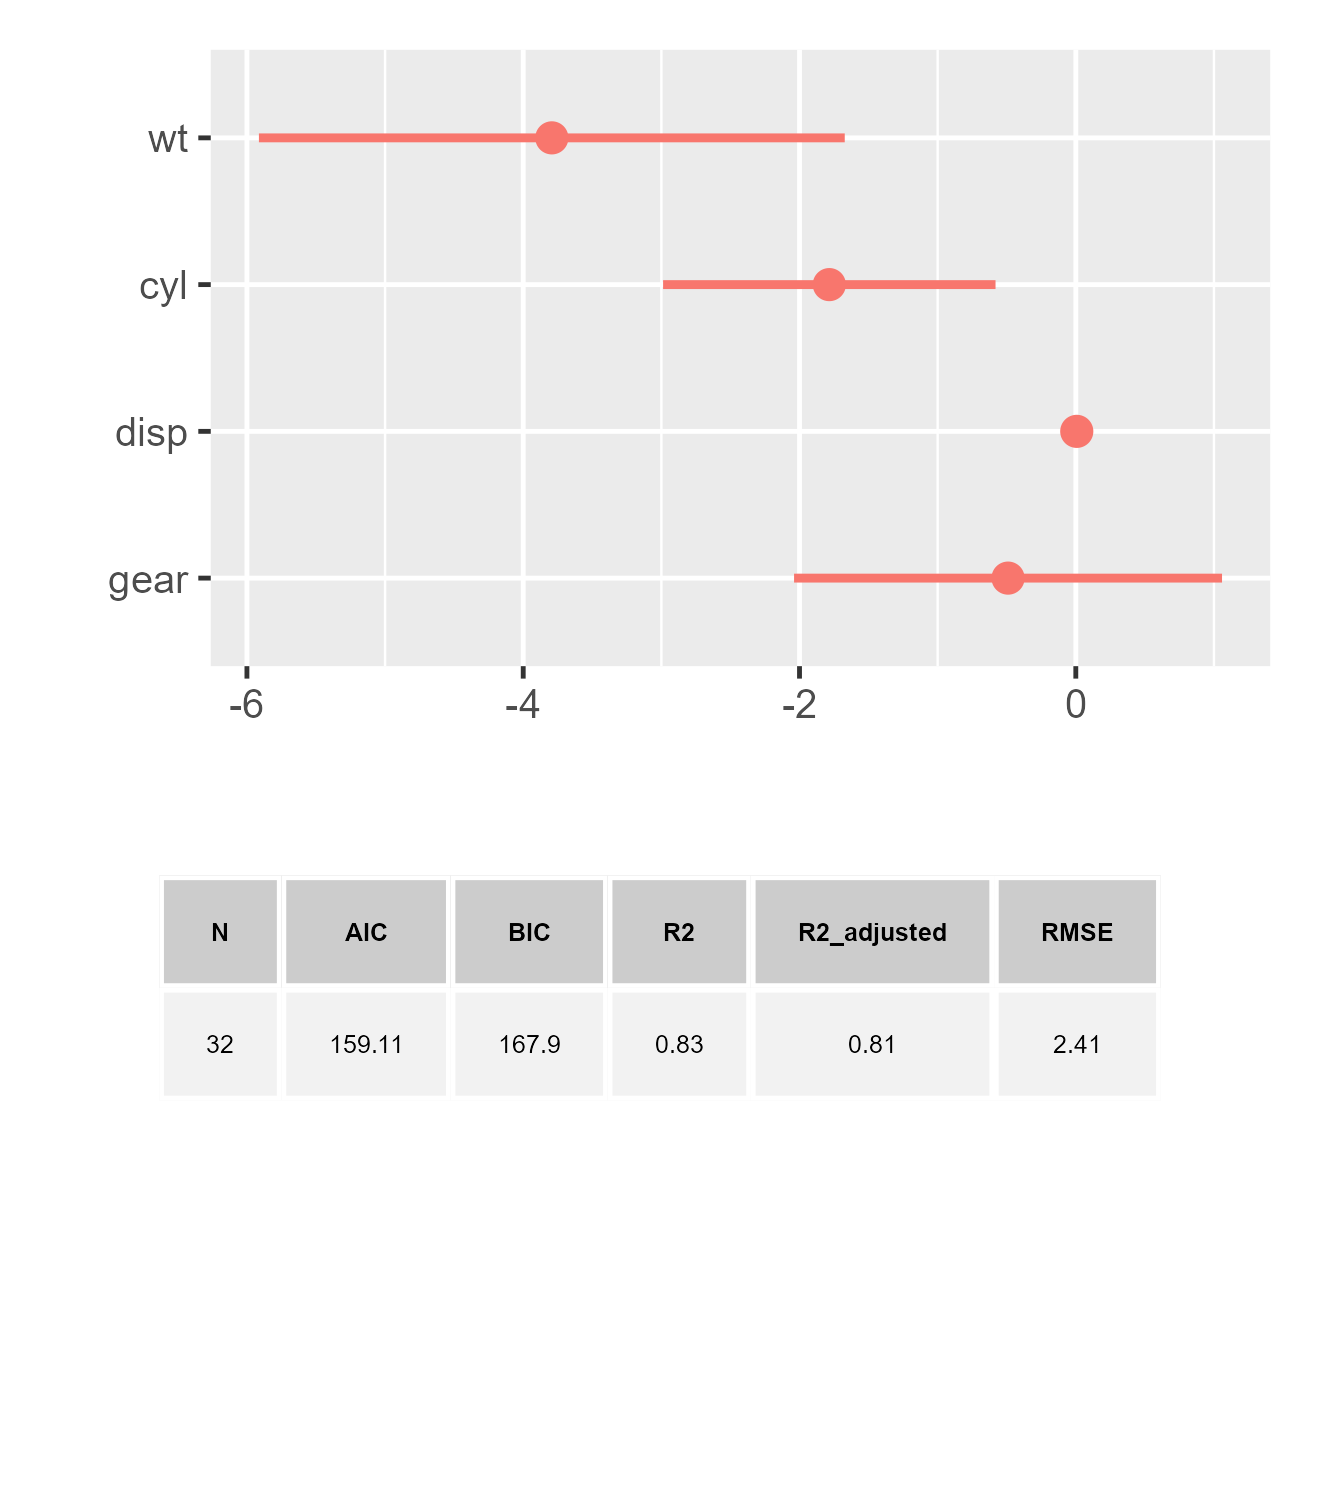 wt
cyl
disp
gear
-6 -4 -2 0
N AIC BIC R2 R2_adjusted RMSE
32 159.11 167.9 0.83 0.81 2.41